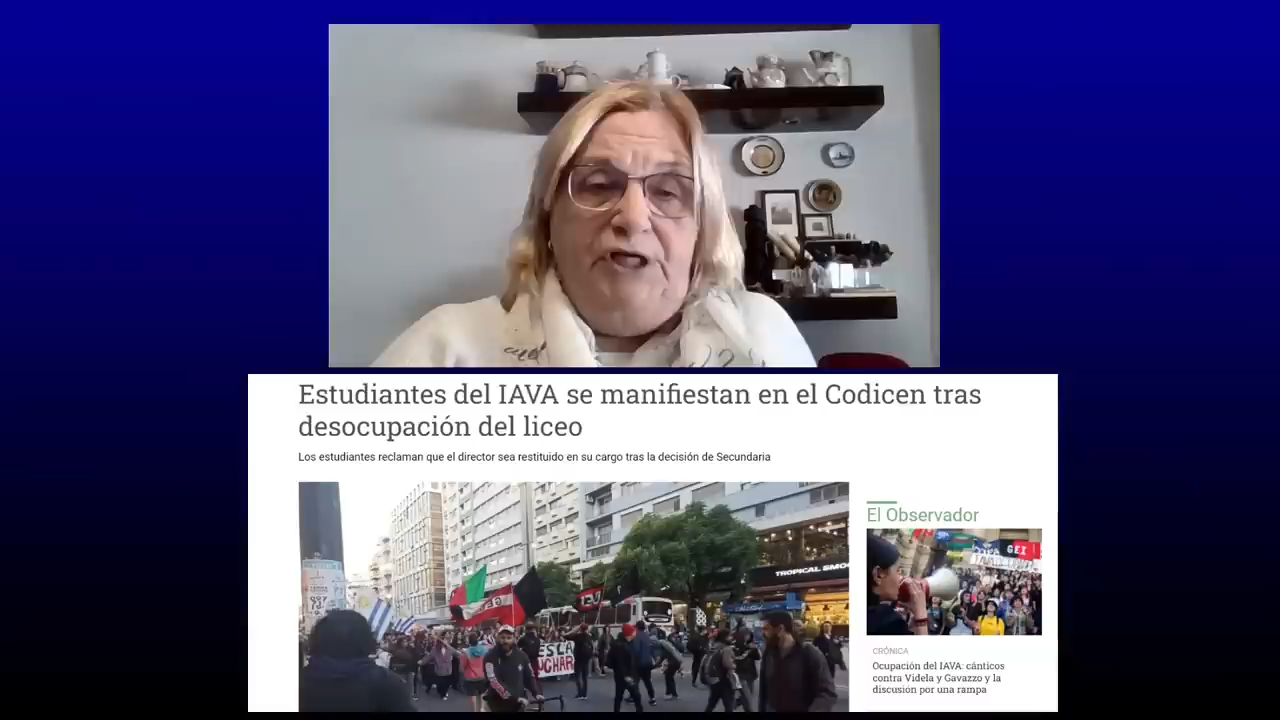 Estudiantes del IAVA se manifiestan en el Codicen tras
desocupación del liceo
Los estudiantes reclaman que el director sea restituido en su cargo tras la decisión de Secundaria
El Observador
GEI
TROPICAL SMO
CRÓNICA
Ocupación del IAVA: cánticos
contra Videla y Gavazzo y la
discusión por una rampa